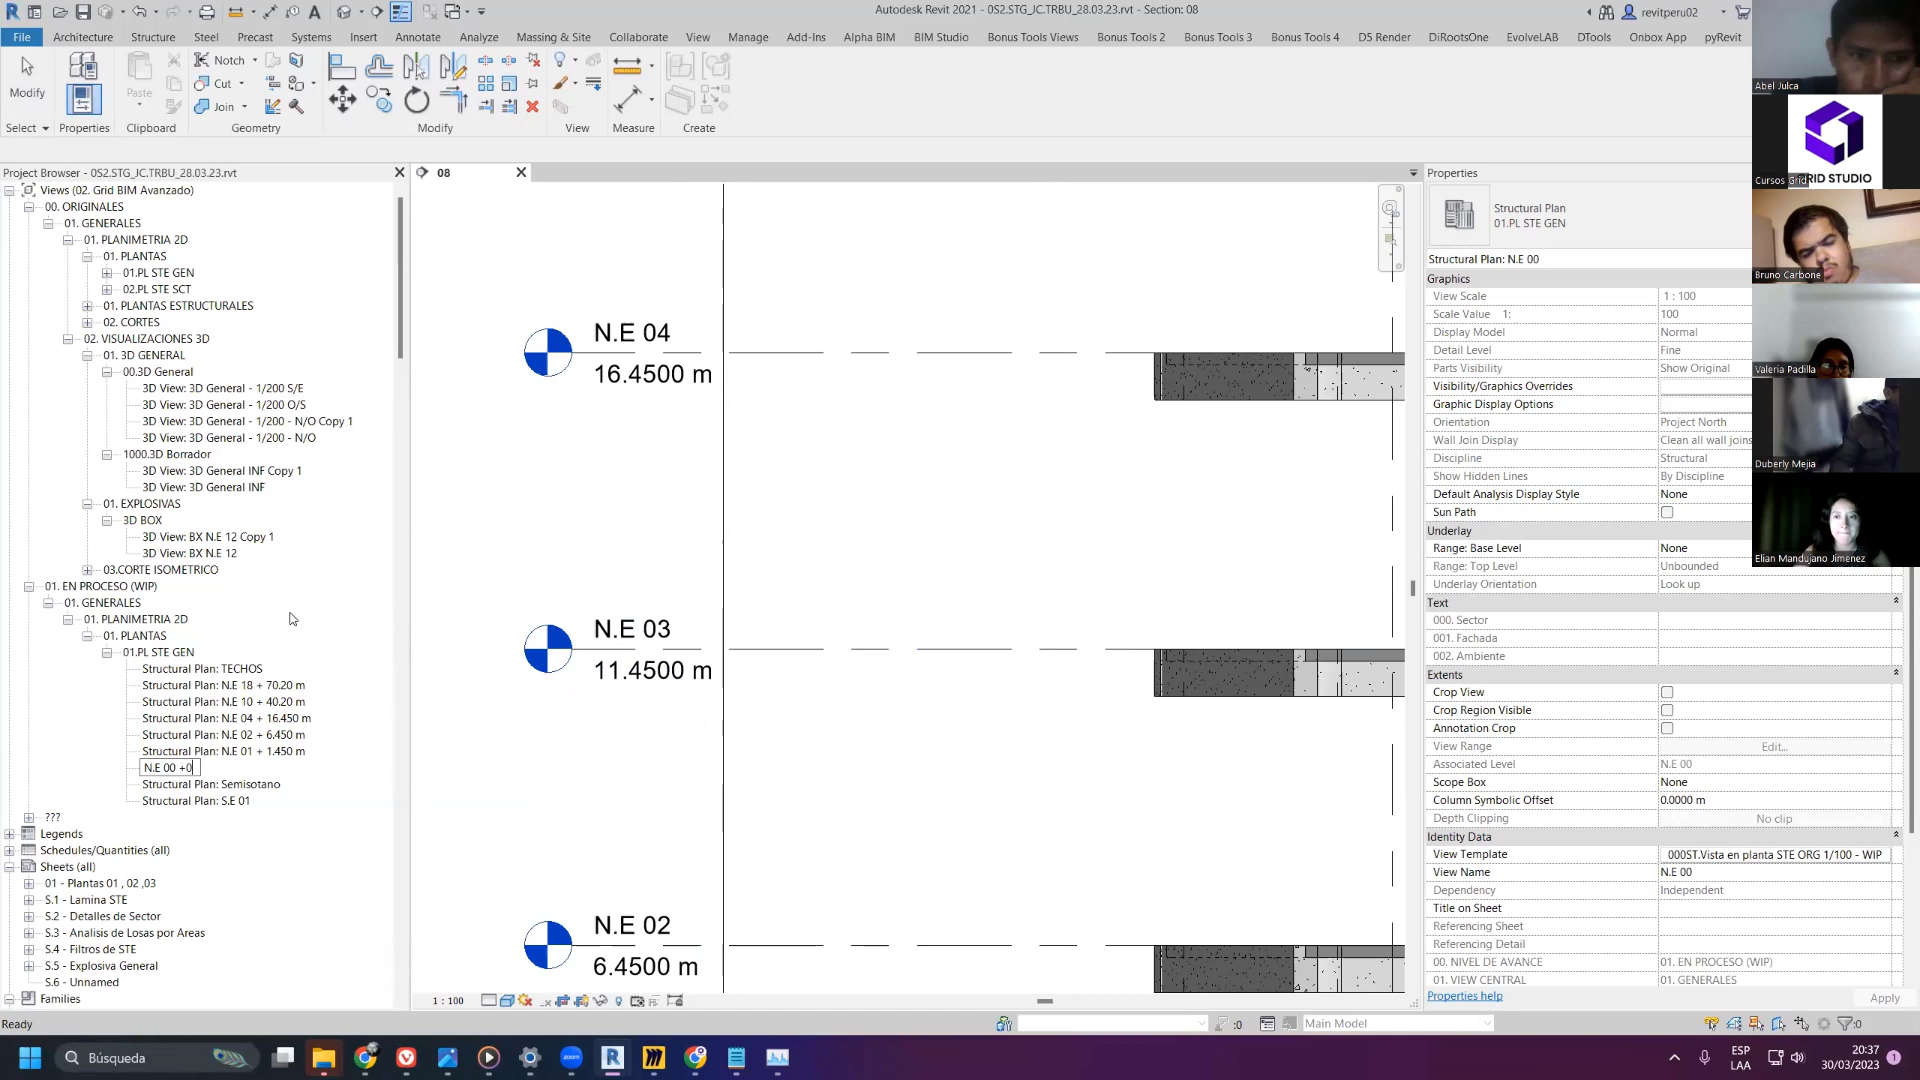 Autodesk Revit 2021 - 0S2.STG_JC.TRBU_28.03.23.rvt - Section: 08
revitperu02
File Architecture Structure Steel Precast Systems Insert Annotate Analyze Massing & Site Collaborate View Manage Add-Ins Alpha BIM BIM Studio Bonus Tools Views Bonus Tools 2 Bonus Tools 3 Bonus Tools 4 D5 Render DiRootsOne EvolveLAB DTools Onbox App pyRevit
Modify
Paste
Notch
Cut
Join
Select Properties Clipboard Geometry Modify View Measure Create
Project Browser - 0S2.STG_JC.TRBU_28.03.23.rvt
Views (02. Grid BIM Avanzado)
00. ORIGINALES
01. GENERALES
01. PLANIMETRIA 2D
01. PLANTAS
01.PL STE GEN
02.PL STE SCT
01. PLANTAS ESTRUCTURALES
02. CORTES
02. VISUALIZACIONES 3D
01. 3D GENERAL
00.3D General
3D View: 3D General - 1/200 S/E
3D View: 3D General - 1/200 O/S
3D View: 3D General - 1/200 - N/O Copy 1
3D View: 3D General - 1/200 - N/O
1000.3D Borrador
3D View: 3D General INF Copy 1
3D View: 3D General INF
01. EXPLOSIVAS
3D BOX
3D View: BX N.E 12 Copy 1
3D View: BX N.E 12
03.CORTE ISOMETRICO
01. EN PROCESO (WIP)
01. GENERALES
01. PLANIMETRIA 2D
01. PLANTAS
01.PL STE GEN
Structural Plan: TECHOS
Structural Plan: N.E 18 + 70.20 m
Structural Plan: N.E 10 + 40.20 m
Structural Plan: N.E 04 + 16.450 m
Structural Plan: N.E 02 + 6.450 m
Structural Plan: N.E 01 + 1.450 m
N.E 00 +0
Structural Plan: Semisotano
Structural Plan: S.E 01
???
Legends
Schedules/Quantities (all)
Sheets (all)
01 - Plantas 01 , 02 ,03
S.1 - Lamina STE
S.2 - Detalles de Sector
S.3 - Analisis de Losas por Areas
S.4 - Filtros de STE
S.5 - Explosiva General
S.6 - Unnamed
Families
08
N.E 04
16.4500 m
N.E 03
11.4500 m
N.E 02
6.4500 m
1 : 100
Properties
Structural Plan
01.PL STE GEN
Structural Plan: N.E 00
Graphics
View Scale 1 : 100
Scale Value 1: 100
Display Model Normal
Detail Level Fine
Parts Visibility Show Original
Visibility/Graphics Overrides
Graphic Display Options
Orientation Project North
Wall Join Display Clean all wall joins
Discipline Structural
Show Hidden Lines By Discipline
Default Analysis Display Style None
Sun Path
Underlay
Range: Base Level None
Range: Top Level Unbounded
Underlay Orientation Look up
Text
000. Sector
001. Fachada
002. Ambiente
Extents
Crop View
Crop Region Visible
Annotation Crop
View Range Edit...
Associated Level N.E 00
Scope Box None
Column Symbolic Offset 0.0000 m
Depth Clipping No clip
Identity Data
View Template 000ST.Vista en planta STE ORG 1/100 - WIP
View Name N.E 00
Dependency Independent
Title on Sheet
Referencing Sheet
Referencing Detail
00. NIVEL DE AVANCE 01. EN PROCESO (WIP)
01. VIEW CENTRAL 01. GENERALES
Properties help Apply
Abel Julca
Cursos Grid
GRID STUDIO
Bruno Carbone
Valeria Padilla
Duberly Mejia
Elian Mandujano Jimenez
Ready
:0
Main Model
:0
Búsqueda
ESP
LAA
20:37
30/03/2023
1